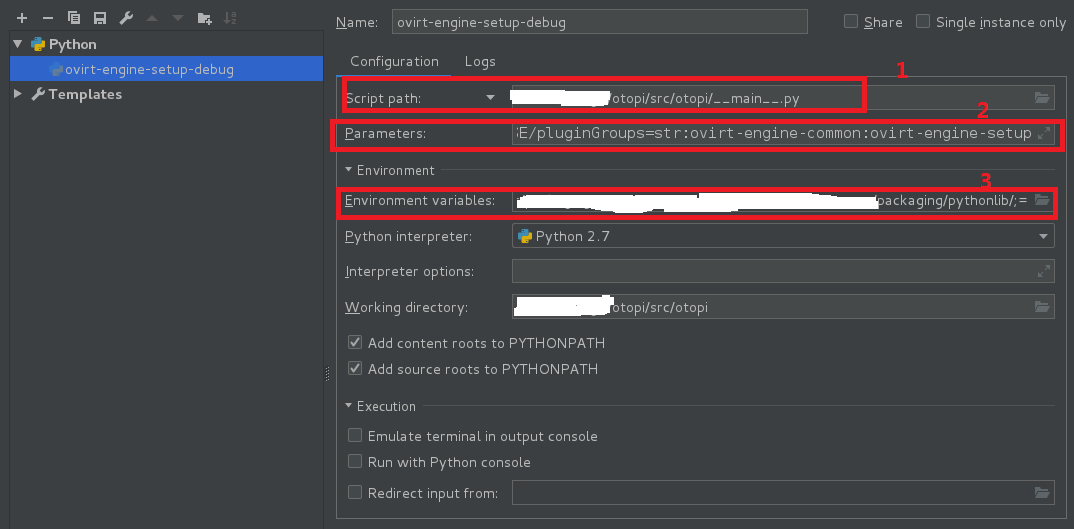 Name: ovirt-engine-setup-debug Share Single instance only
Python
ovirt-engine-setup-debug
Templates
Configuration Logs
1
Script path: /otopi/src/otopi/__main__.py
2
Parameters: E/pluginGroups=str:ovirt-engine-common:ovirt-engine-setup
Environment
3
Environment variables: /packaging/pythonlib/;=
Python interpreter: Python 2.7
Interpreter options:
Working directory: otopi/src/otopi
Add content roots to PYTHONPATH
Add source roots to PYTHONPATH
Execution
Emulate terminal in output console
Run with Python console
Redirect input from: